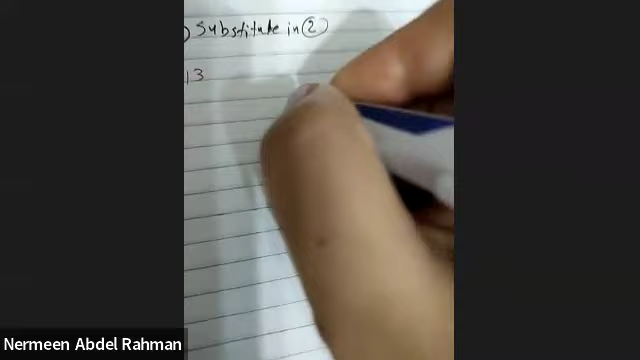 ) Substitute in ②
13
Nermeen Abdel Rahman